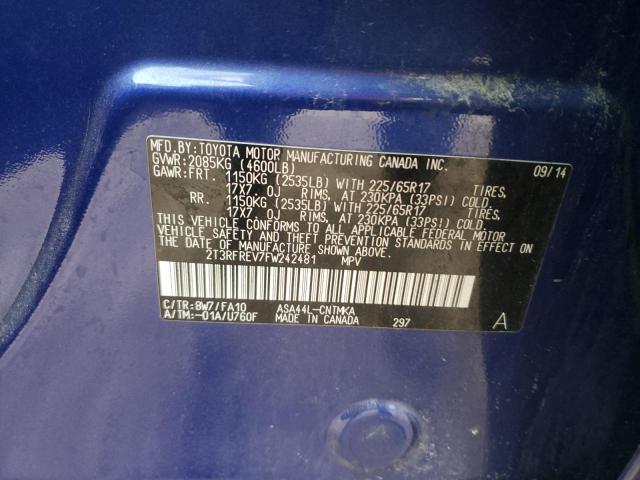 MFD.BY:TOYOTA MOTOR MANUFACTURING CANADA INC. 09/14
GVWR:2085KG (4600LB)
GAWR:FRT. 1150KG (2535LB) WITH 225/65R17 TIRES,
17X7. 0J RIMS, AT 230KPA (33PSI) COLD.
RR. 1150KG (2535LB) WITH 225/65R17 TIRES,
17X7. 0J RIMS, AT 230KPA (33PSI) COLD.
THIS VEHICLE CONFORMS TO ALL APPLICABLE FEDERAL MOTOR
VEHICLE SAFETY AND BUMPER STANDARDS IN EFFECT ON
THE DATE OF MANUFACTURE SHOWN ABOVE.
2T3RFREV7FW242481 MPV
C/TR:8W7/FA10 ASA44L-CNTMKA
A/TM:-01A/U760F MADE IN CANADA 297 A